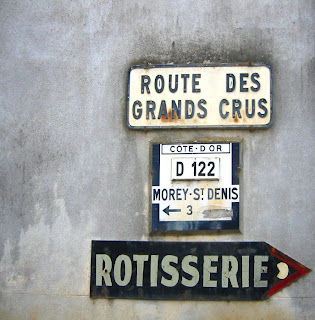 ROUTE DES
GRANDS CRUS
COTE-D'OR
D 122
MOREY-ST DENIS
← 3
ROTISSERIE